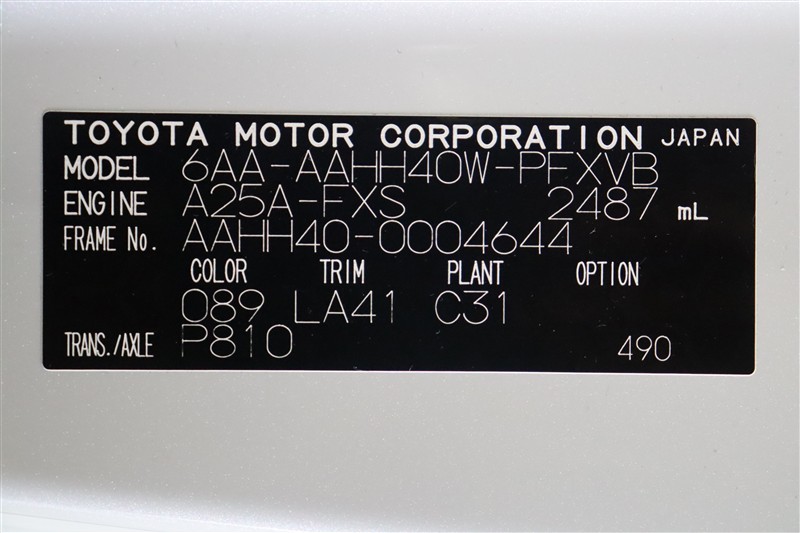 TOYOTA MOTOR CORPORATION JAPAN
MODEL 6AA-AAHH40W-PFXVB
ENGINE A25A-FXS 2487 mL
FRAME No. AAHH40-0004644
COLOR TRIM PLANT OPTION
089 LA41 C31
TRANS./AXLE P810 490